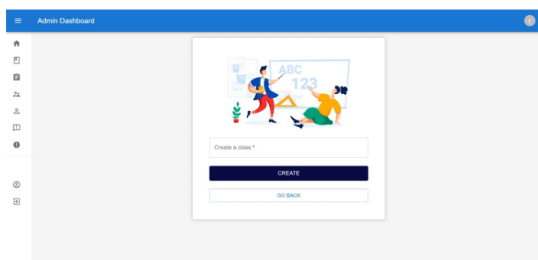 Admin Dashboard
ABC
123
Create a class *
CREATE
GO BACK